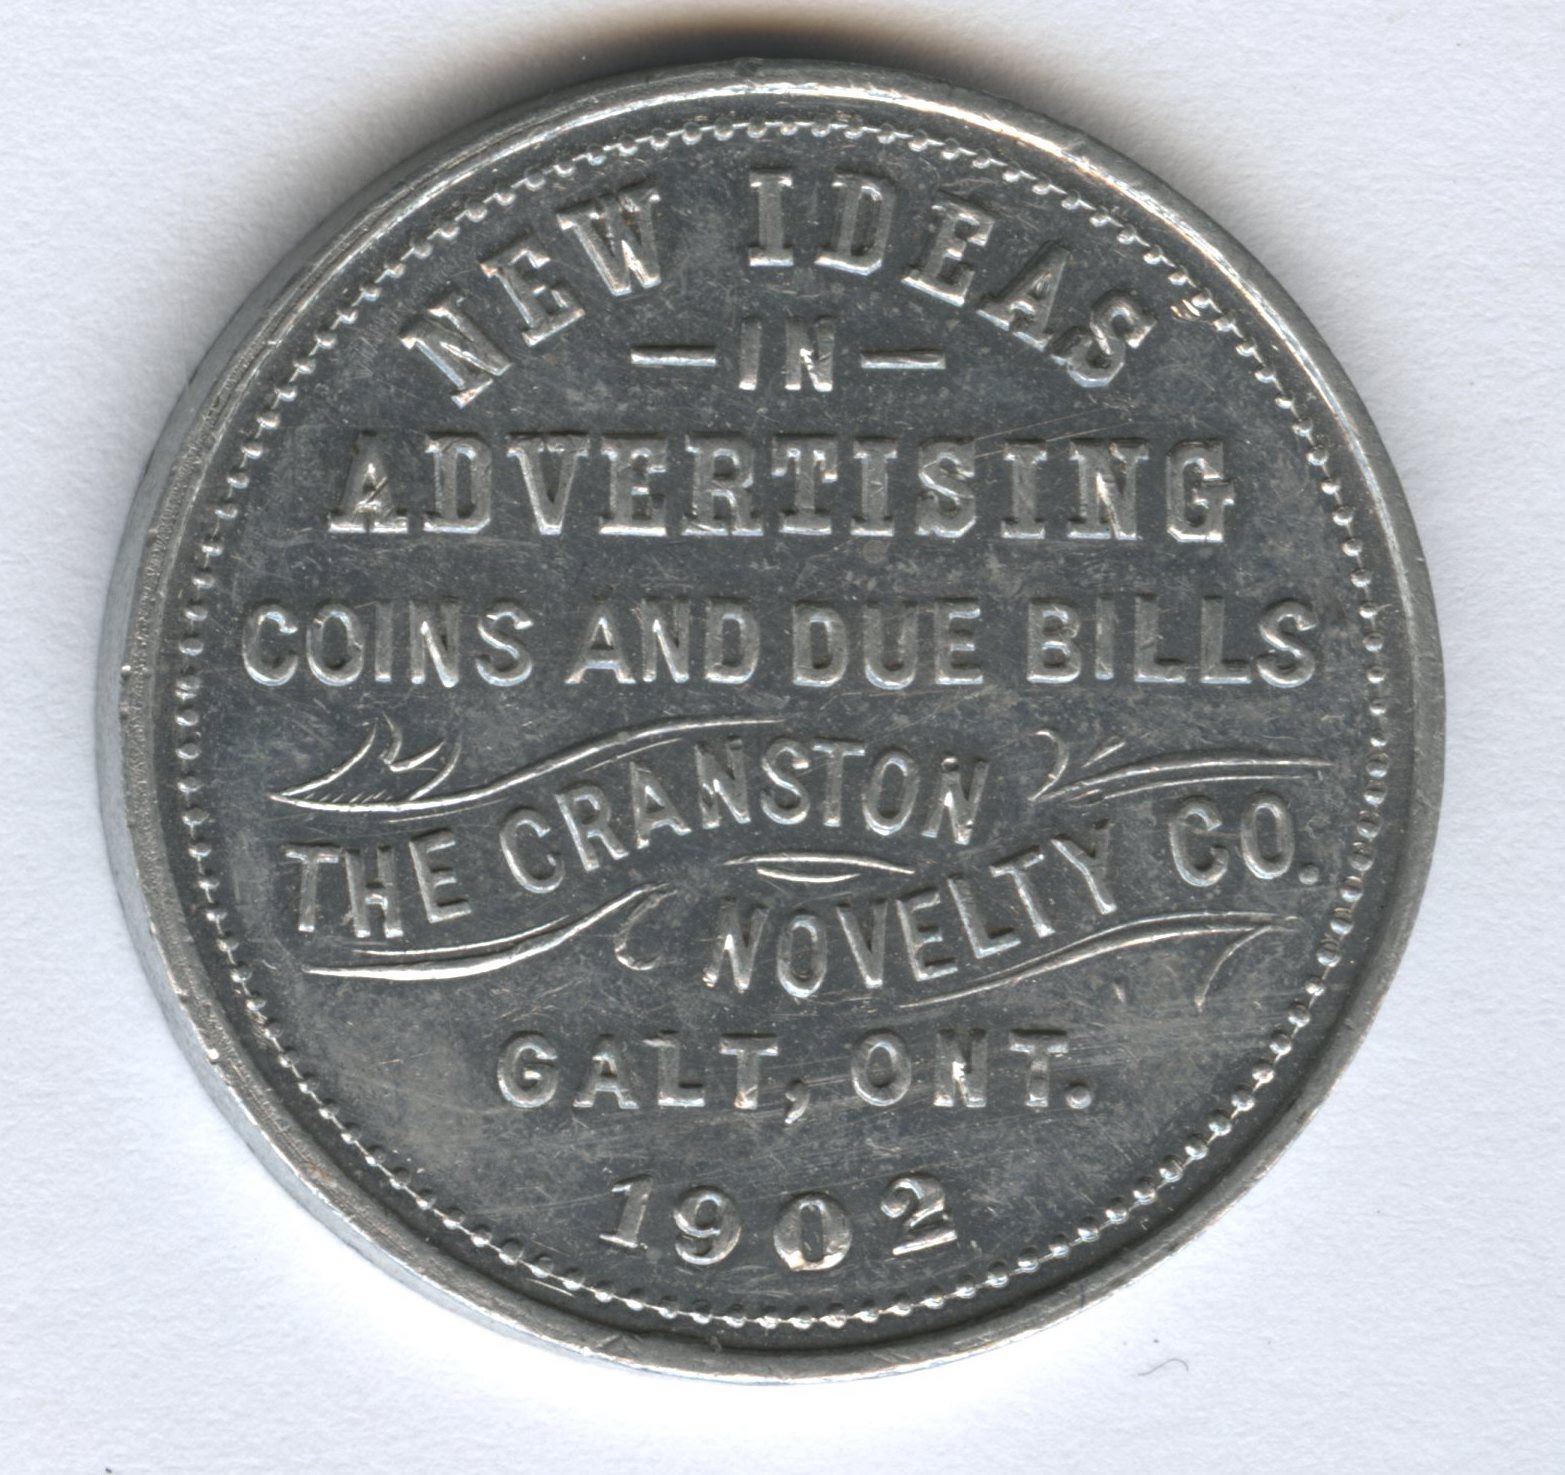 NEW IDEAS
— IN —
ADVERTISING
COINS AND DUE BILLS
THE CRANSTON
NOVELTY CO.
GALT, ONT.
1902